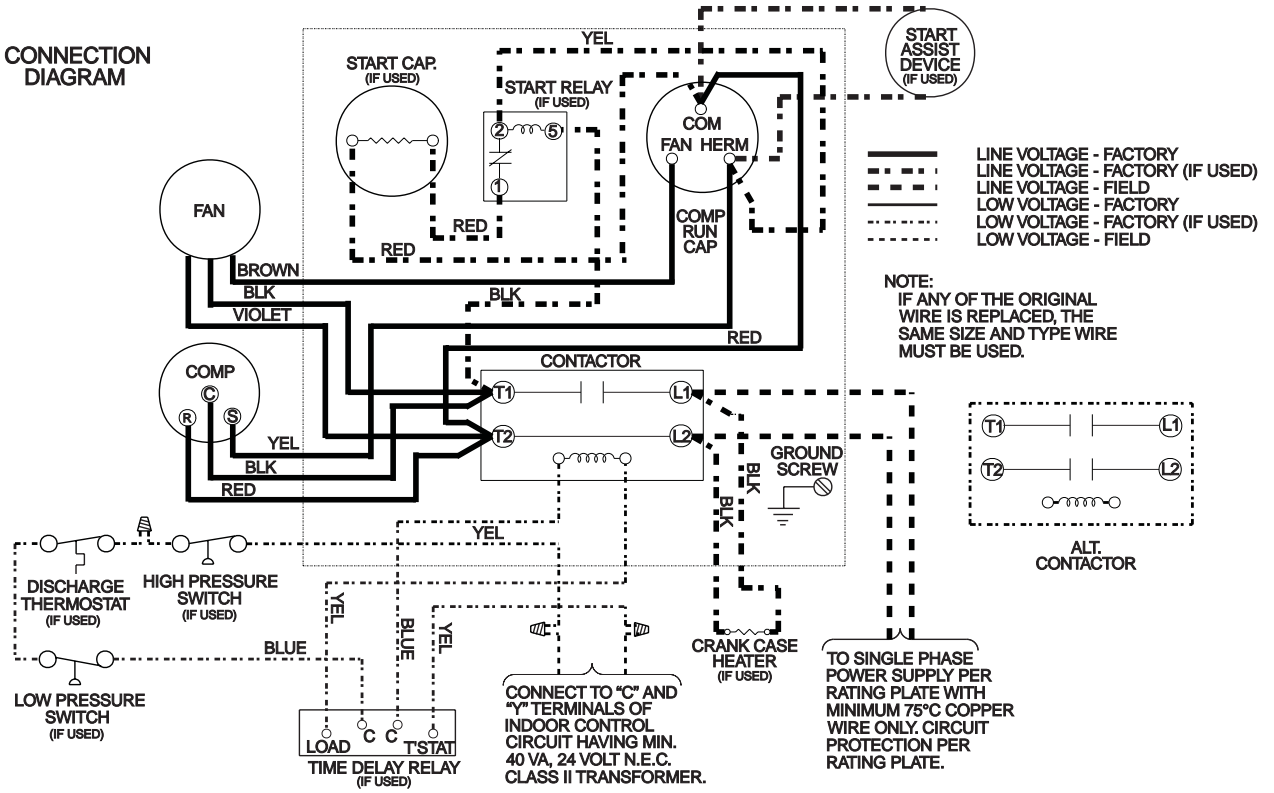 CONNECTION
DIAGRAM
START CAP.
(IF USED)
START RELAY
(IF USED)
2
5
1
YEL
START
ASSIST
DEVICE
(IF USED)
COM
FAN HERM
COMP
RUN
CAP
RED
RED
FAN
BROWN
BLK
VIOLET
BLK
RED
LINE VOLTAGE - FACTORY
LINE VOLTAGE - FACTORY (IF USED)
LINE VOLTAGE - FIELD
LOW VOLTAGE - FACTORY
LOW VOLTAGE - FACTORY (IF USED)
LOW VOLTAGE - FIELD
NOTE:
IF ANY OF THE ORIGINAL
WIRE IS REPLACED, THE
SAME SIZE AND TYPE WIRE
MUST BE USED.
COMP
C
R
S
YEL
BLK
RED
CONTACTOR
T1
L1
T2
L2
BLK
BLK
GROUND
SCREW
T1
L1
T2
L2
ALT.
CONTACTOR
DISCHARGE
THERMOSTAT
(IF USED)
HIGH PRESSURE
SWITCH
(IF USED)
YEL
YEL
BLUE
YEL
BLUE
LOW PRESSURE
SWITCH
(IF USED)
LOAD
C
C
T'STAT
TIME DELAY RELAY
(IF USED)
CONNECT TO “C” AND
“Y” TERMINALS OF
INDOOR CONTROL
CIRCUIT HAVING MIN.
40 VA, 24 VOLT N.E.C.
CLASS II TRANSFORMER.
CRANK CASE
HEATER
(IF USED)
TO SINGLE PHASE
POWER SUPPLY PER
RATING PLATE WITH
MINIMUM 75°C COPPER
WIRE ONLY. CIRCUIT
PROTECTION PER
RATING PLATE.